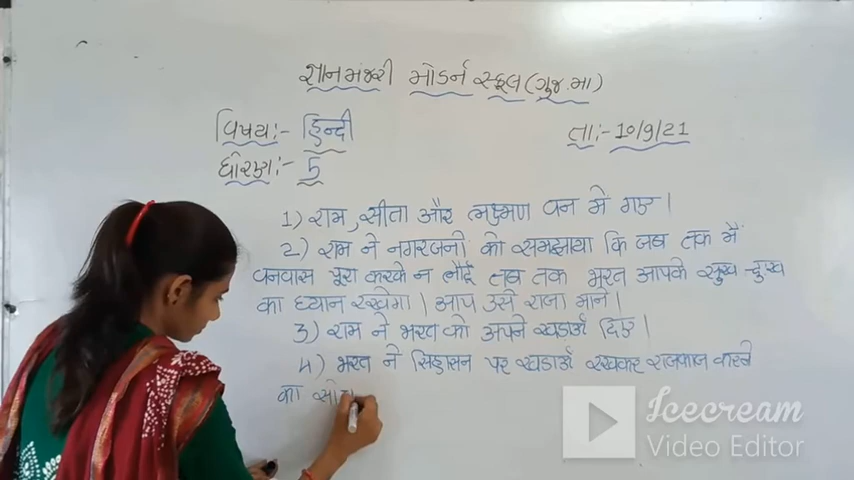 જ્ઞાનમંજરી મોડર્ન સ્કૂલ (ગુજ.મા)
વિષય:- હિન્દી
તા:- 10/9/21
ધોરણ:- 5
1) राम, सीता और लक्ष्मण वन मे गए।
2) राम ने नगरजनो को समझाया कि जब तक मैं
वनवास पूरा करके न लौटूँ तब तक भरत आपके सुख-दुख
का ध्यान रखेगा। आप उसे राजा माने।
3) राम ने भरत को अपने खडाऊँ दिए।
4) भरत ने सिंहासन पर खडाऊँ रखकर राजकाज करने
का सोच
Icecream
Video Editor